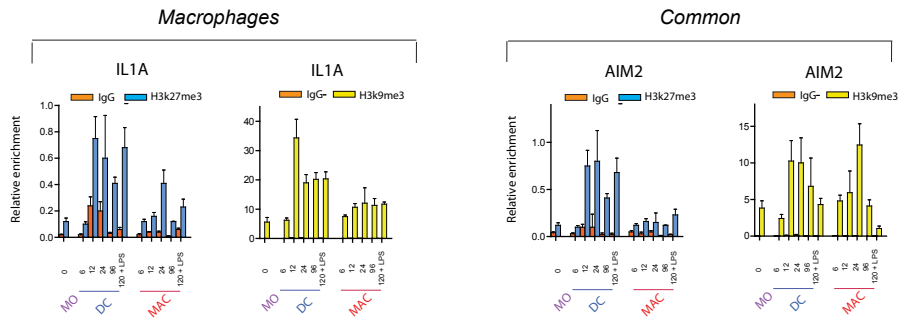 Macrophages
Common
IL1A
IgG H3k27me3
Relative enrichment
1.0
0.8
0.6
0.4
0.2
0.0
0 6 12 24 96 120 + LPS 6 12 24 96 120 + LPS
MO DC MAC
IL1A
IgG- H3k9me3
40
30
20
10
0
0 6 12 24 96 120 + LPS 6 12 24 96 120 + LPS
MO DC MAC
AIM2
IgG H3k27me3
Relative enrichment
1.0
0.5
0.0
0 6 12 24 96 120 + LPS 6 12 24 96 120 + LPS
MO DC MAC
AIM2
IgG- H3k9me3
15
10
5
0
0 6 12 24 96 120 + LPS 6 12 24 96 120 + LPS
MO DC MAC